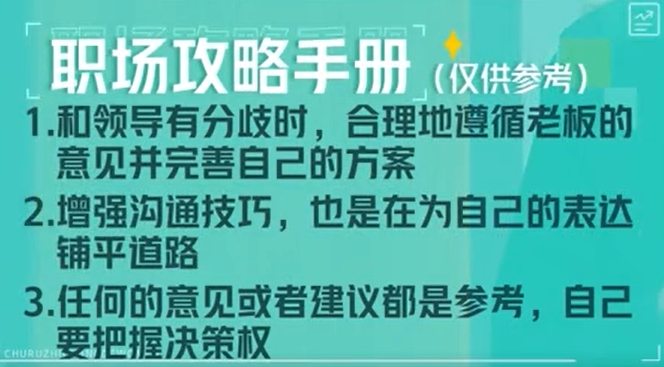 职场攻略手册（仅供参考）
1.和领导有分歧时，合理地遵循老板的
意见并完善自己的方案
2.增强沟通技巧，也是在为自己的表达
铺平道路
3.任何的意见或者建议都是参考，自己
要把握决策权